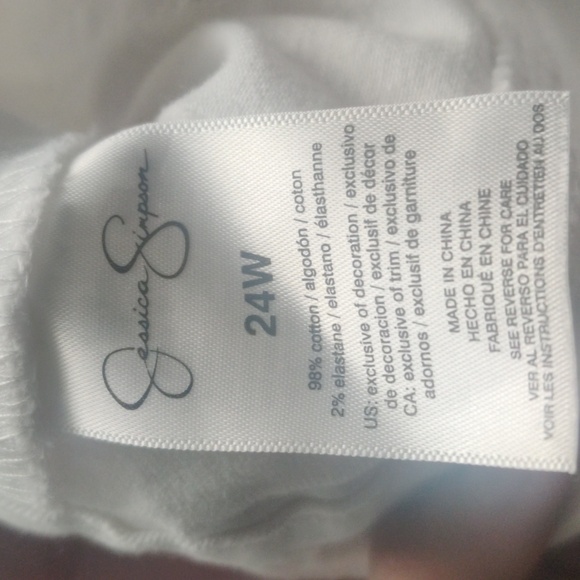 Jessica Simpson
24W
98% cotton / algodón / coton
2% elastane / elastano / élasthanne
US: exclusive of decoration / exclusivo
de decoracion / exclusif de décor
CA: exclusive of trim / exclusivo de
adornos / exclusif de garniture
MADE IN CHINA
HECHO EN CHINA
FABRIQUÉ EN CHINE
SEE REVERSE FOR CARE
VER AL REVERSO PARA EL CUIDADO
VOIR LES INSTRUCTIONS D'ENTRETIEN AU DOS